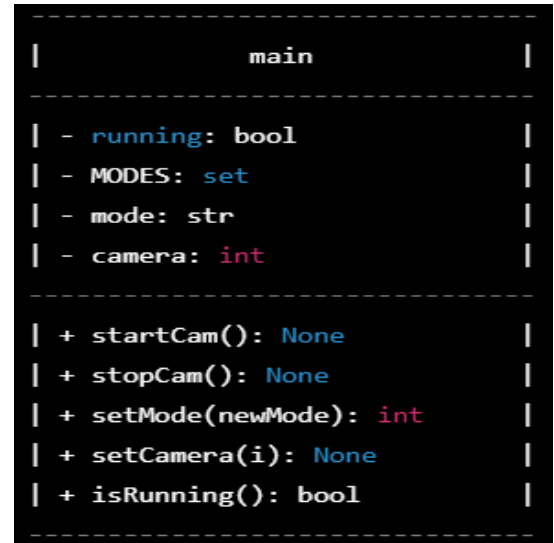 --------------------------------
| main |
--------------------------------
| - running: bool |
| - MODES: set |
| - mode: str |
| - camera: int |
--------------------------------
| + startCam(): None |
| + stopCam(): None |
| + setMode(newMode): int |
| + setCamera(i): None |
| + isRunning(): bool |
--------------------------------